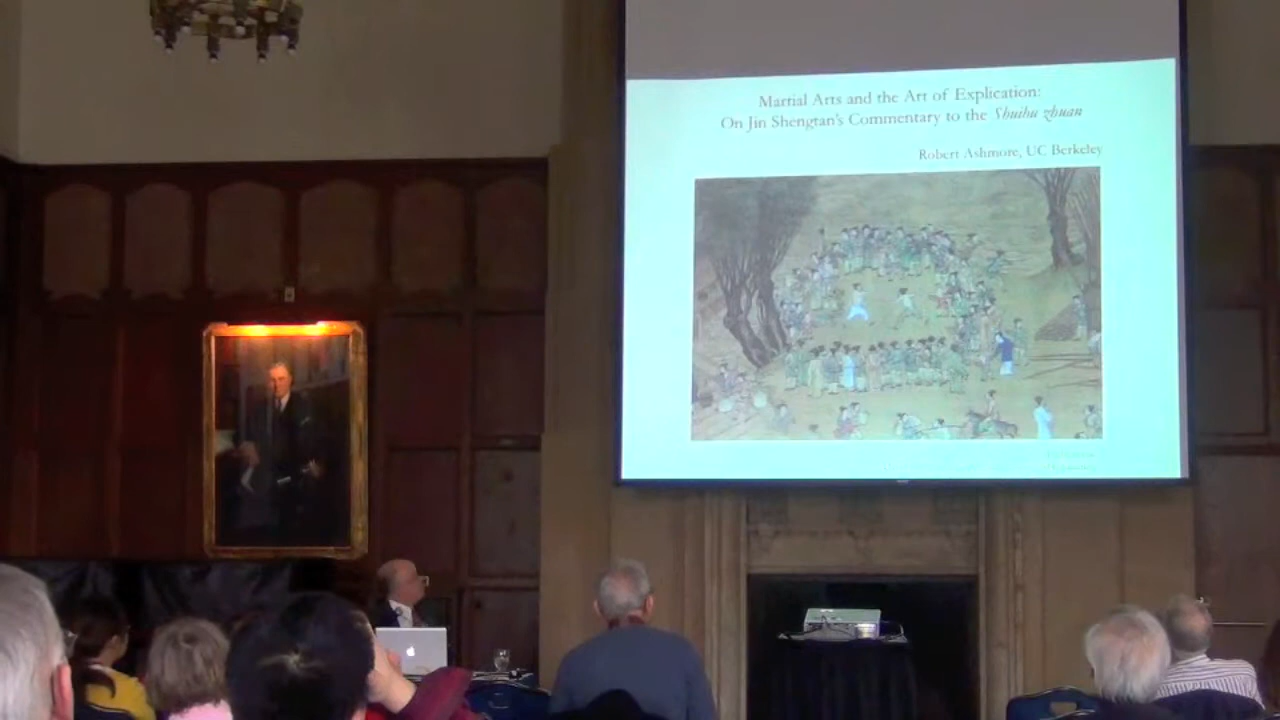 Martial Arts and the Art of Explication:
On Jin Shengtan's Commentary to the Shuihu zhuan
Robert Ashmore, UC Berkeley